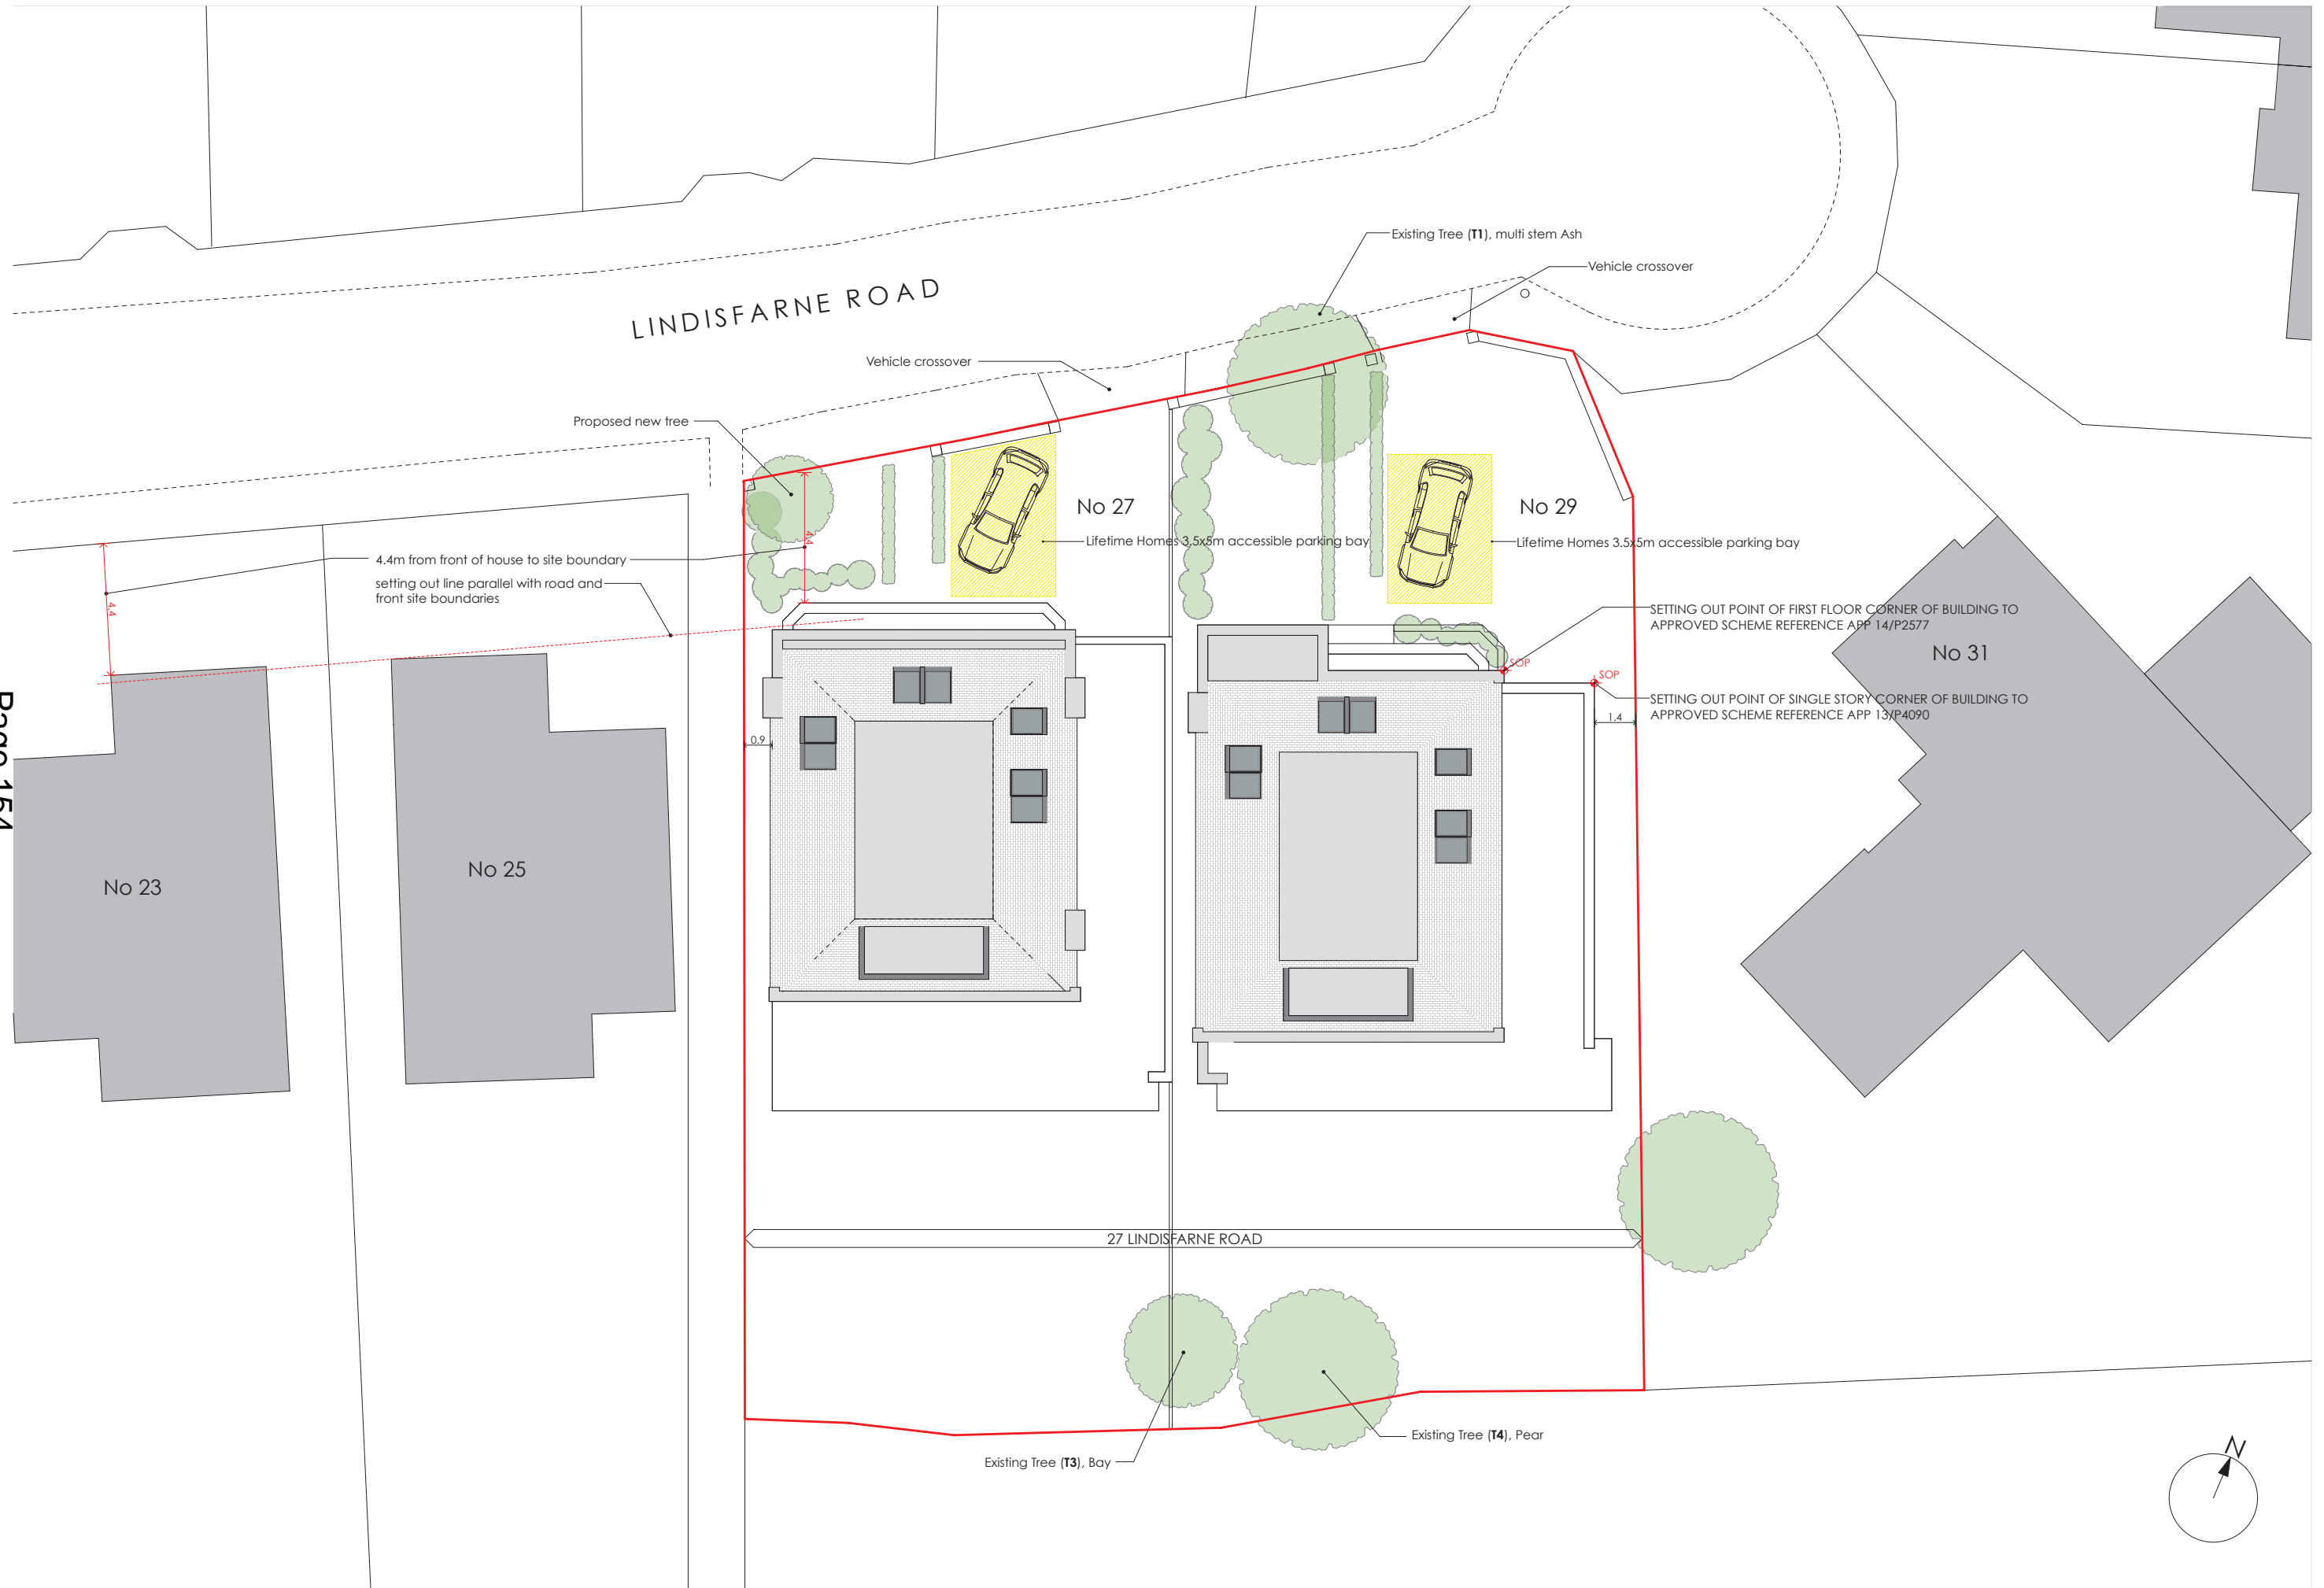 Existing Tree (T1), multi stem Ash
Vehicle crossover
LINDISFARNE ROAD
Vehicle crossover
Proposed new tree
No 27
No 29
Lifetime Homes 3.5x5m accessible parking bay
Lifetime Homes 3.5x5m accessible parking bay
4.4
4.4m from front of house to site boundary
setting out line parallel with road and
front site boundaries
4.4
SETTING OUT POINT OF FIRST FLOOR CORNER OF BUILDING TO
APPROVED SCHEME REFERENCE APP 14/P2577
No 31
SOP
SOP
SETTING OUT POINT OF SINGLE STORY CORNER OF BUILDING TO
APPROVED SCHEME REFERENCE APP 13/P4090
1.4
0.9
Page 154
No 23
No 25
27 LINDISFARNE ROAD
Existing Tree (T4), Pear
Existing Tree (T3), Bay
N